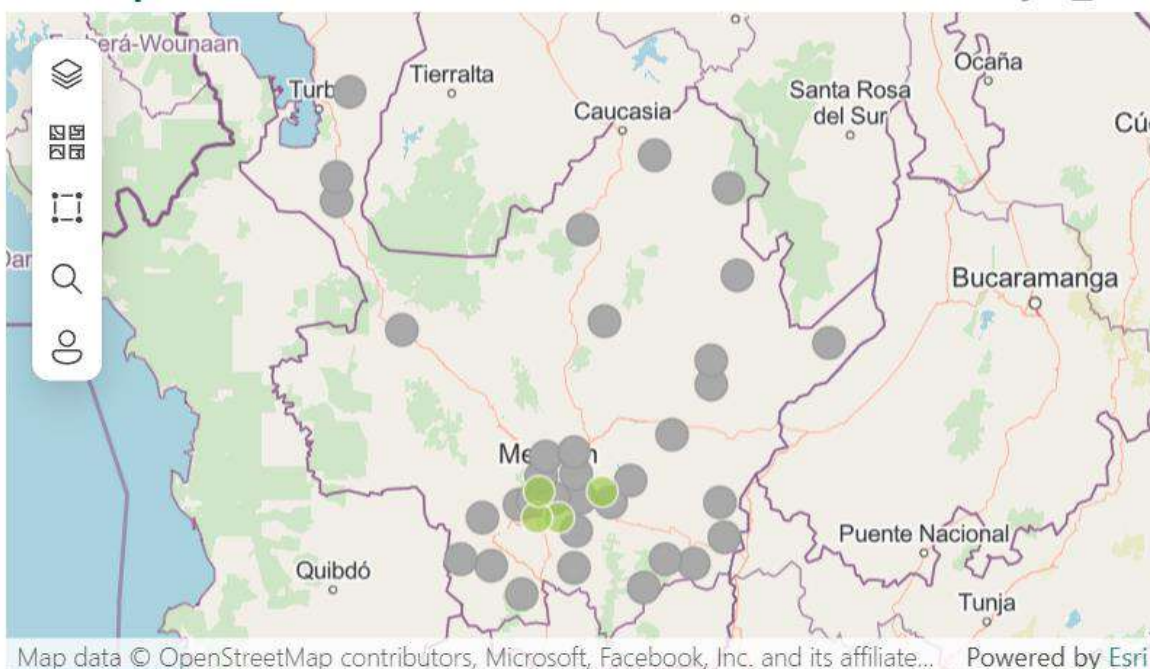 erá-Wounaan
Turb
Tierralta
Caucasia
Santa Rosa
del Sur
Ocaña
Cú
Dar
Bucaramanga
Me n
Quibdó
Puente Nacional
Tunja
Map data © OpenStreetMap contributors, Microsoft, Facebook, Inc. and its affiliate... Powered by Esri